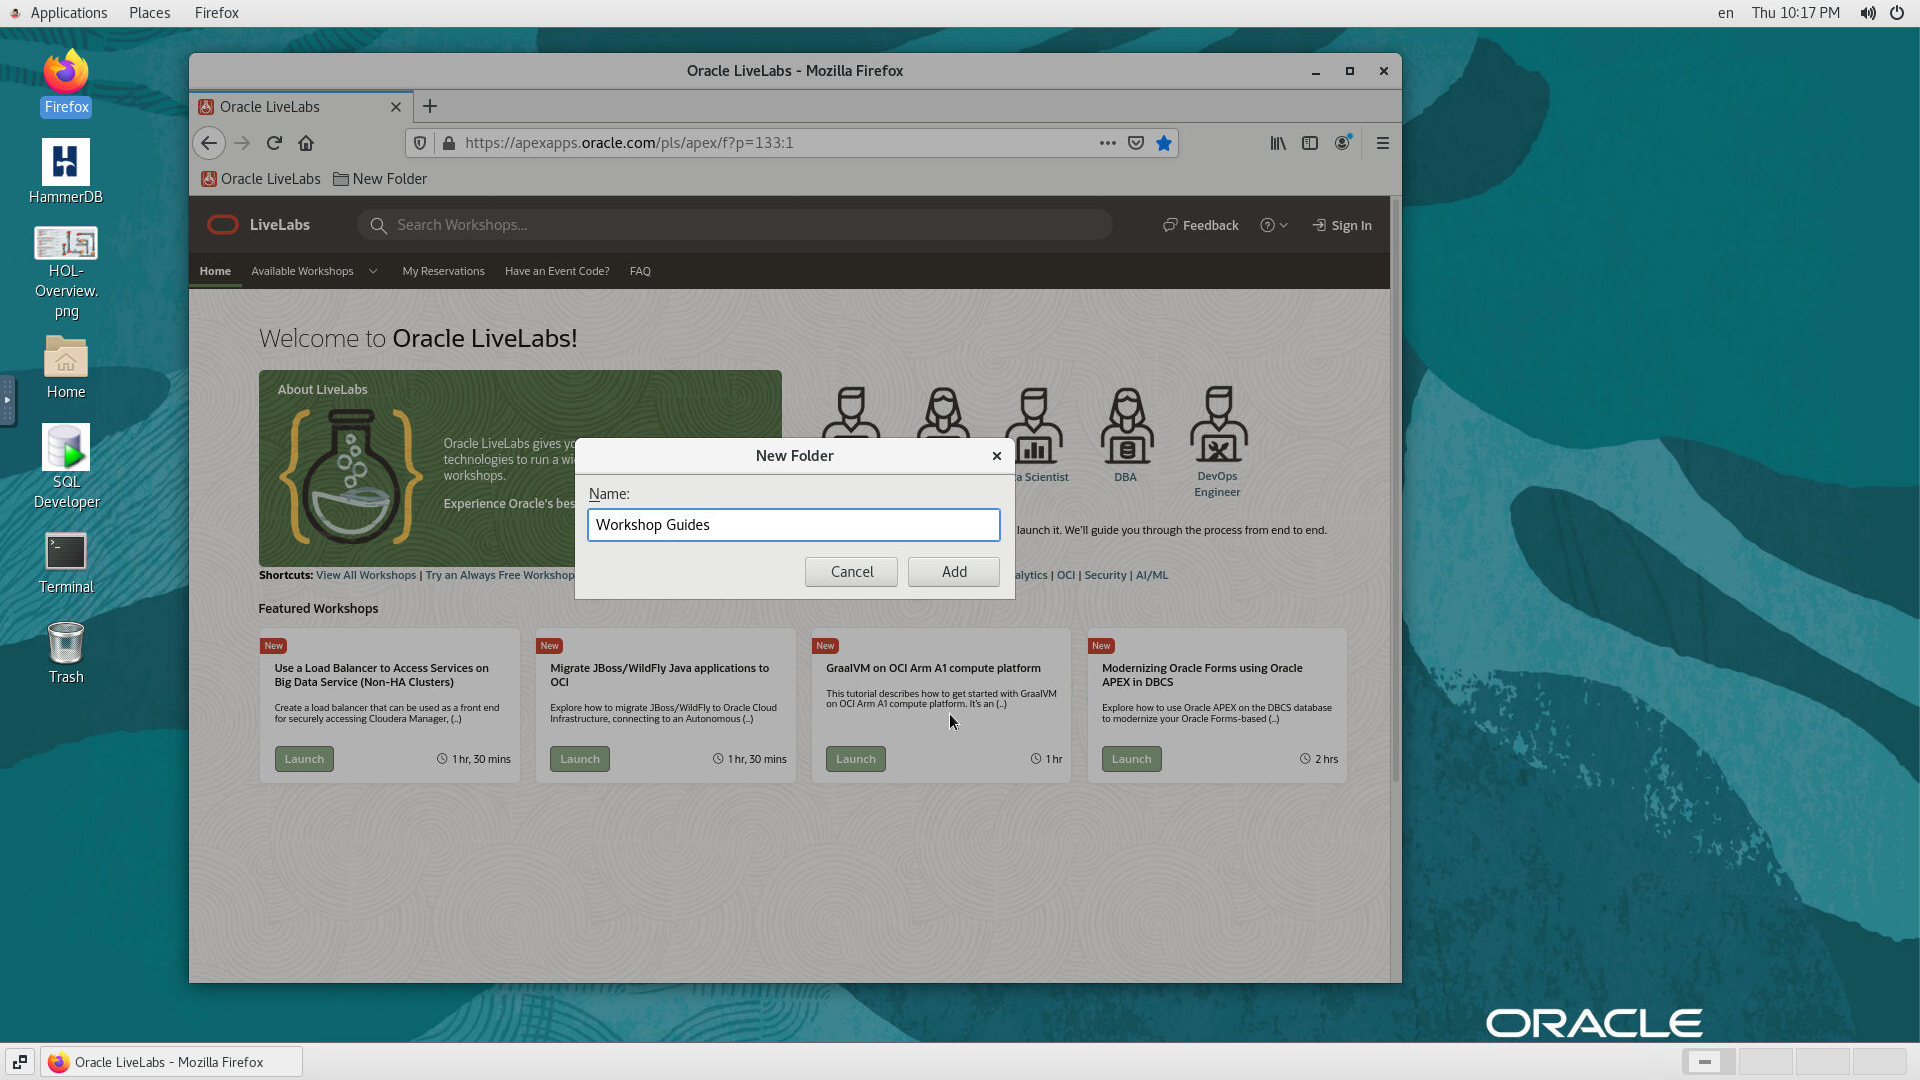 Applications Places Firefox
en Thu 10:17 PM
Firefox
HammerDB
HOL-
Overview.
png
Home
SQL
Developer
Terminal
Trash
Oracle LiveLabs - Mozilla Firefox
Oracle LiveLabs
https://apexapps.oracle.com/pls/apex/f?p=133:1
Oracle LiveLabs New Folder
LiveLabs
Search Workshops...
Feedback
Sign In
Home Available Workshops My Reservations Have an Event Code? FAQ
Welcome to Oracle LiveLabs!
About LiveLabs
Oracle LiveLabs gives yo
technologies to run a wi
workshops.
Experience Oracle's bes
a Scientist
DBA
DevOps
Engineer
launch it. We'll guide you through the process from end to end.
New Folder
Name:
Workshop Guides
Cancel
Add
Shortcuts: View All Workshops | Try an Always Free Workshop
alytics | OCI | Security | AI/ML
Featured Workshops
New
Use a Load Balancer to Access Services on
Big Data Service (Non-HA Clusters)
Create a load balancer that can be used as a front end
for securely accessing Cloudera Manager, (..)
Launch
1 hr, 30 mins
New
Migrate JBoss/WildFly Java applications to
OCI
Explore how to migrate JBoss/WildFly to Oracle Cloud
Infrastructure, connecting to an Autonomous (..)
Launch
1 hr, 30 mins
New
GraalVM on OCI Arm A1 compute platform
This tutorial describes how to get started with GraalVM
on OCI Arm A1 compute platform. It's an (..)
Launch
1 hr
New
Modernizing Oracle Forms using Oracle
APEX in DBCS
Explore how to use Oracle APEX on the DBCS database
to modernize your Oracle Forms-based (..)
Launch
2 hrs
ORACLE
Oracle LiveLabs - Mozilla Firefox